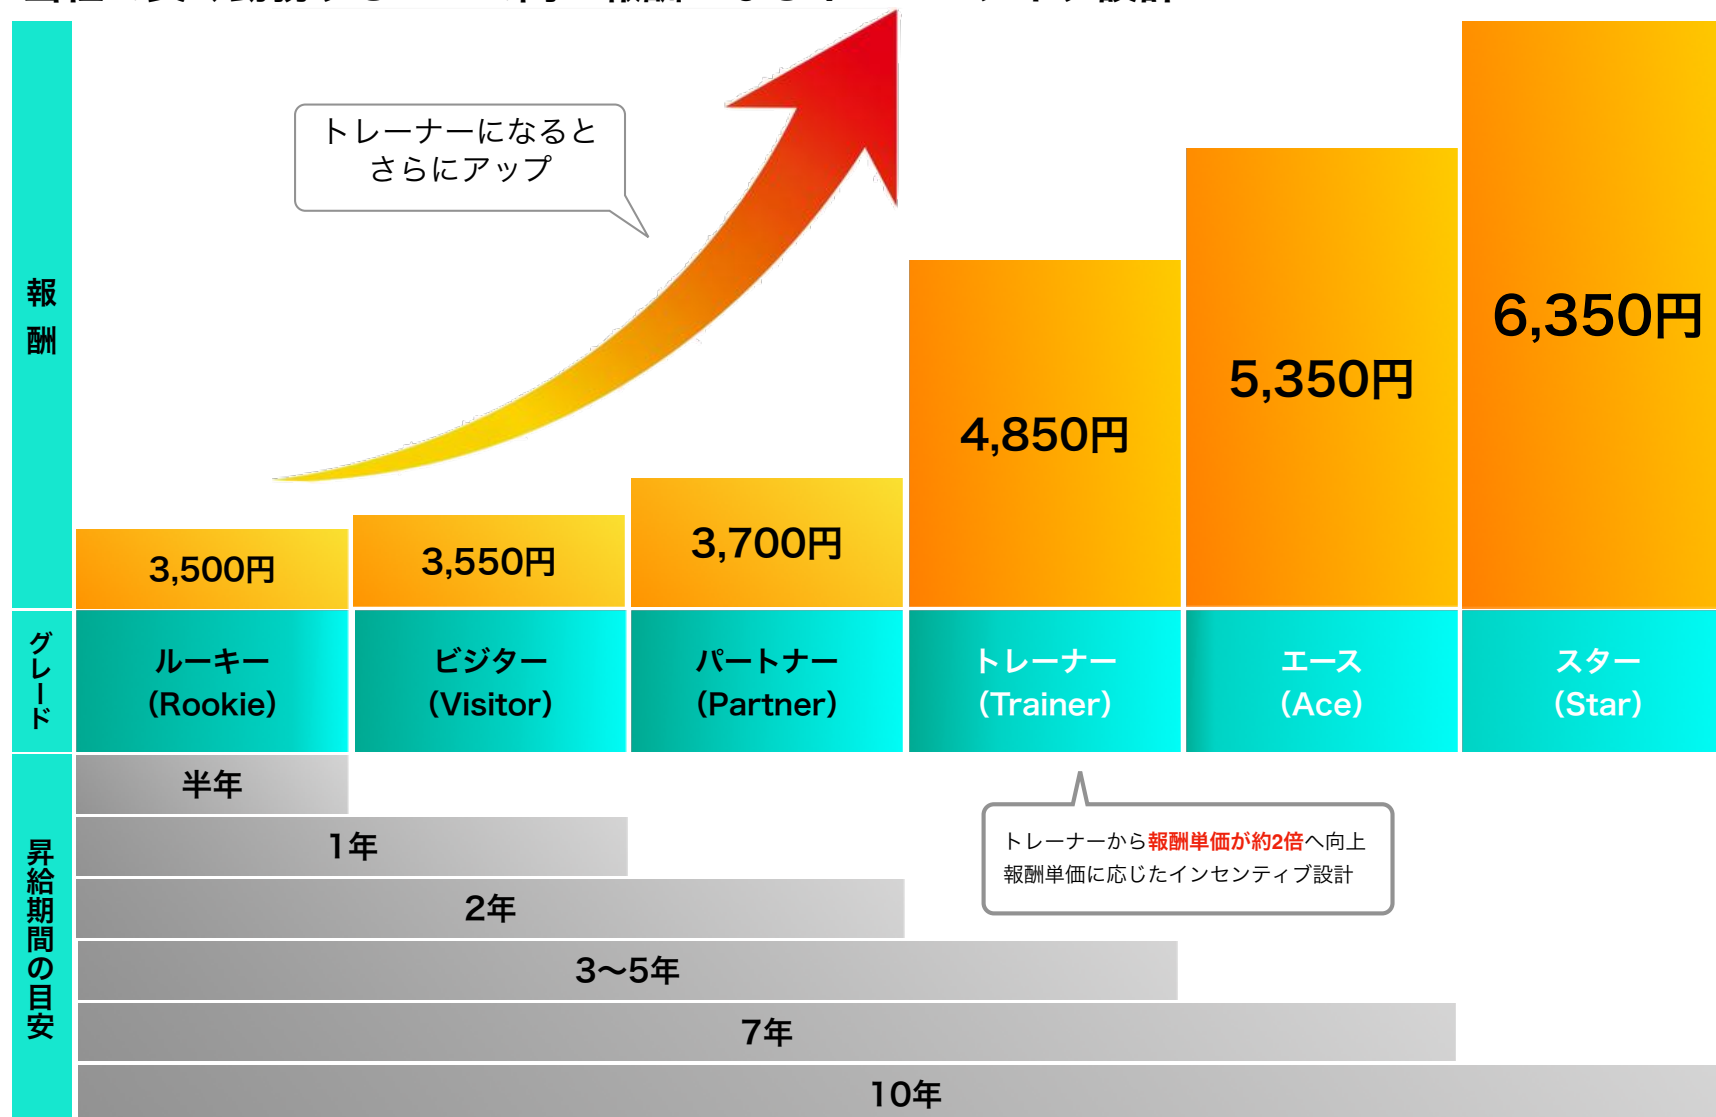 トレーナーになると
さらにアップ
報酬
3,500円
3,550円
3,700円
4,850円
5,350円
6,350円
グレード
ルーキー
（Rookie）
ビジター
（Visitor）
パートナー
（Partner）
トレーナー
（Trainer）
エース
（Ace）
スター
（Star）
昇給期間の目安
半年
1年
2年
3〜5年
7年
10年
トレーナーから報酬単価が約2倍へ向上
報酬単価に応じたインセンティブ設計